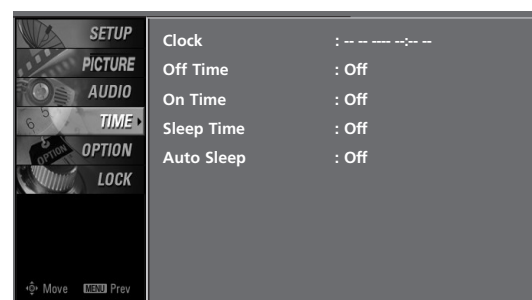 SETUP
PICTURE
AUDIO
TIME
OPTION
LOCK
Move MENU Prev
Clock : -- -- ---- --:-- --
Off Time : Off
On Time : Off
Sleep Time : Off
Auto Sleep : Off